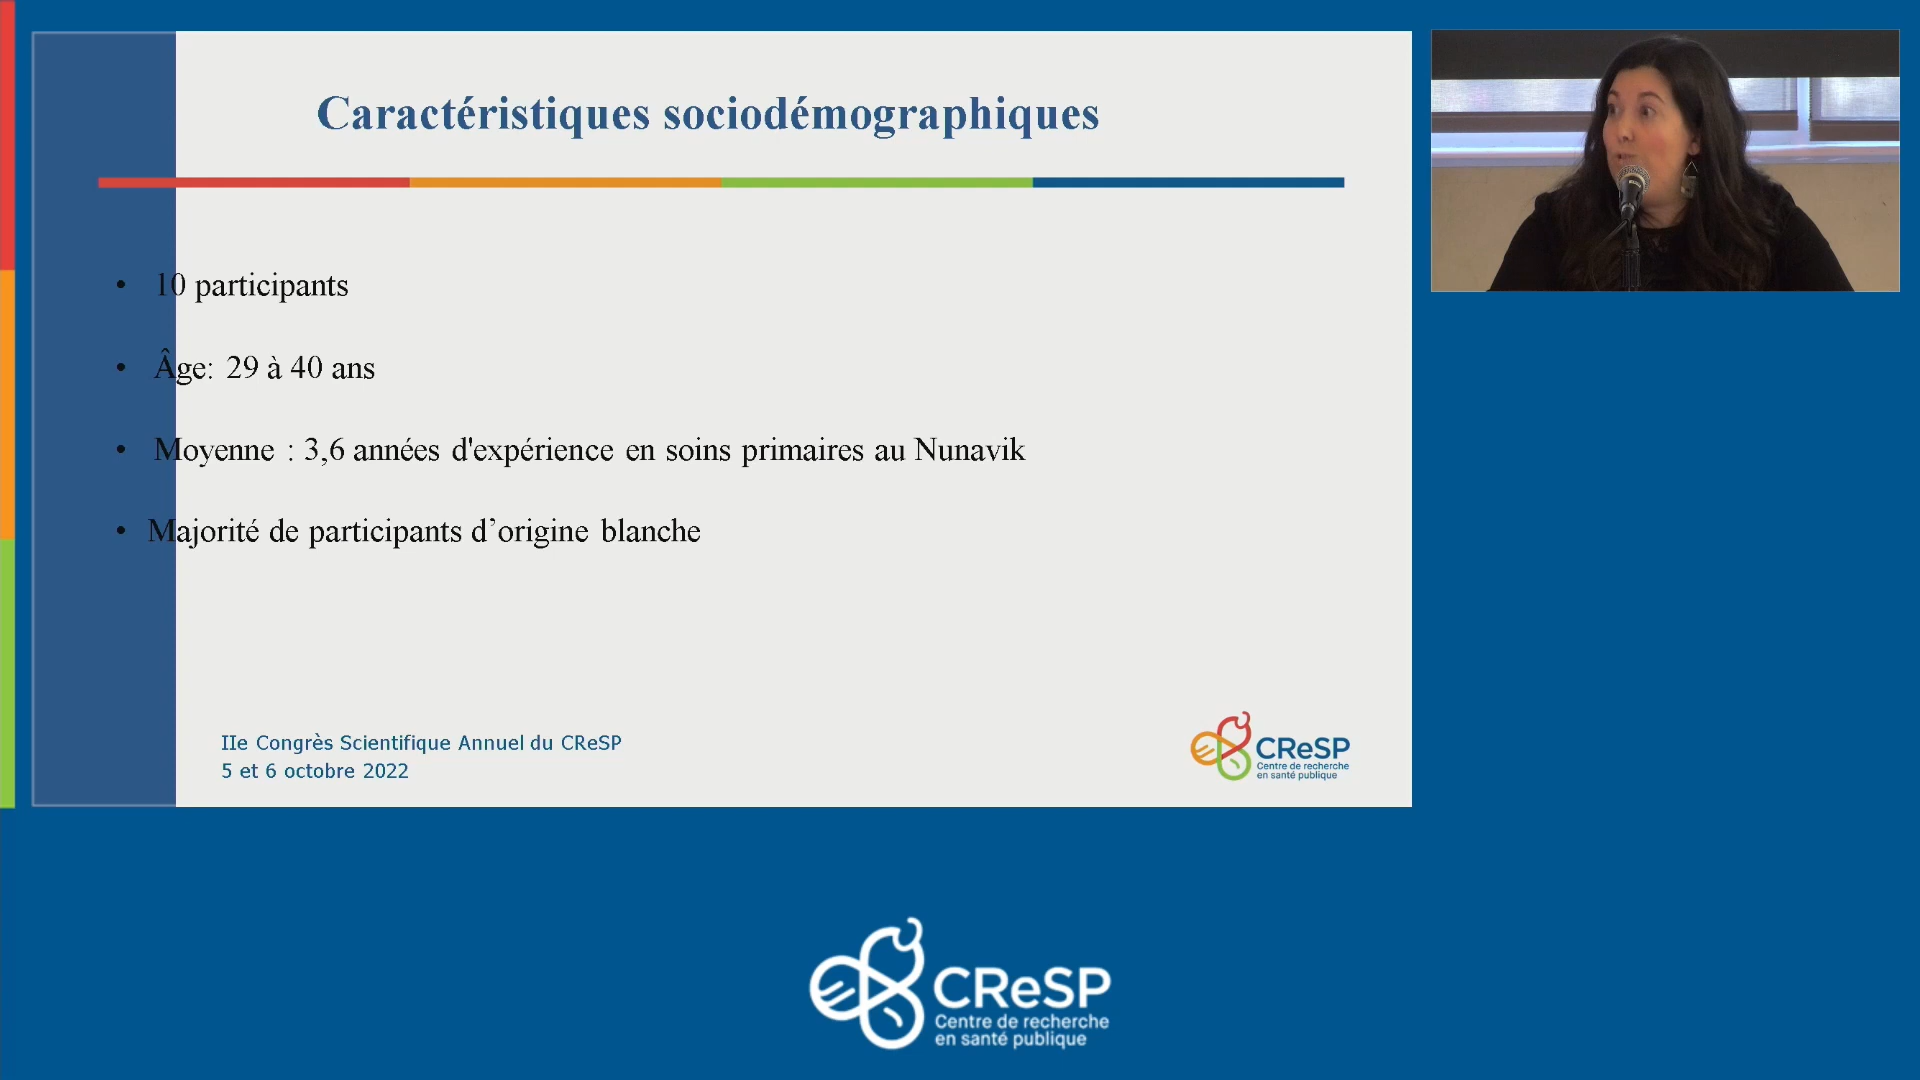 Caractéristiques sociodémographiques
• 10 participants
• Âge: 29 à 40 ans
• Moyenne : 3,6 années d'expérience en soins primaires au Nunavik
• Majorité de participants d’origine blanche
IIe Congrès Scientifique Annuel du CReSP
5 et 6 octobre 2022
CReSP
Centre de recherche
en santé publique
CReSP
Centre de recherche
en santé publique